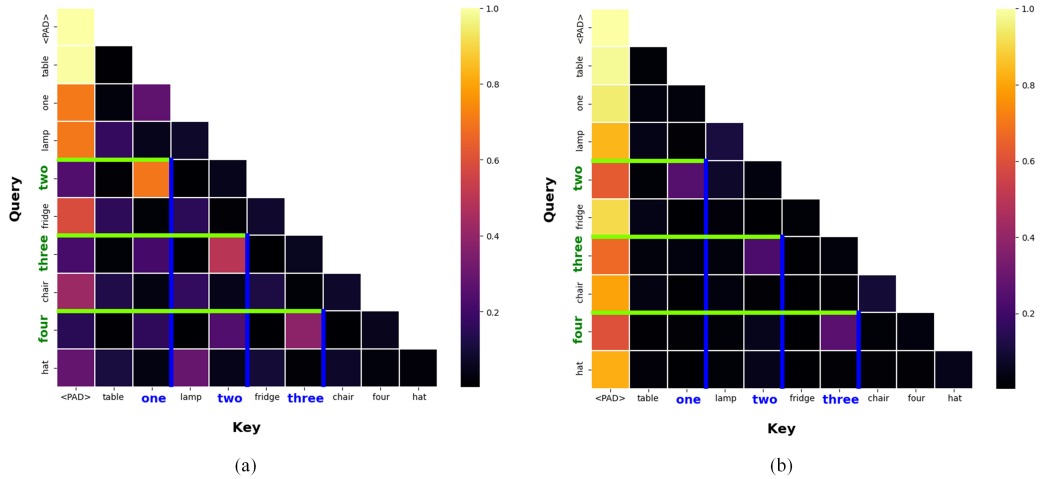 <PAD>
table
one
lamp
two
fridge
three
chair
four
hat
Query
<PAD> table one lamp two fridge three chair four hat
Key
1.0
0.8
0.6
0.4
0.2
(a)
<PAD>
table
one
lamp
two
fridge
three
chair
four
hat
Query
<PAD> table one lamp two fridge three chair four hat
Key
1.0
0.8
0.6
0.4
0.2
(b)